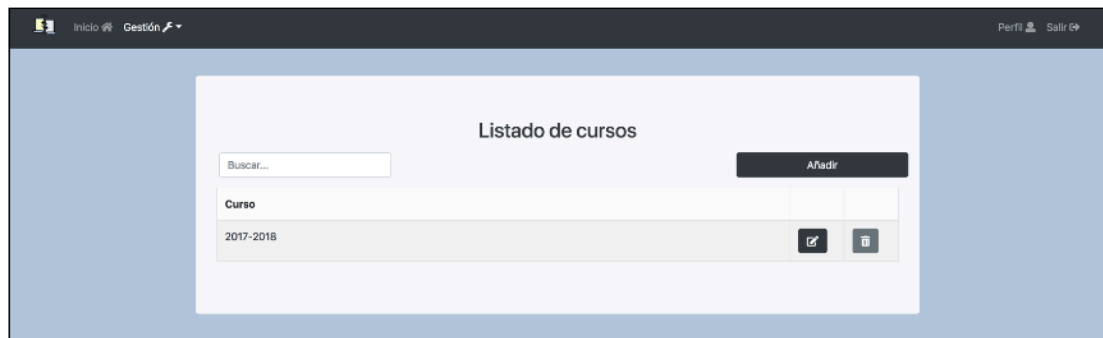 Inicio Gestión Perfil Salir
Listado de cursos
Buscar... Añadir
Curso
2017-2018